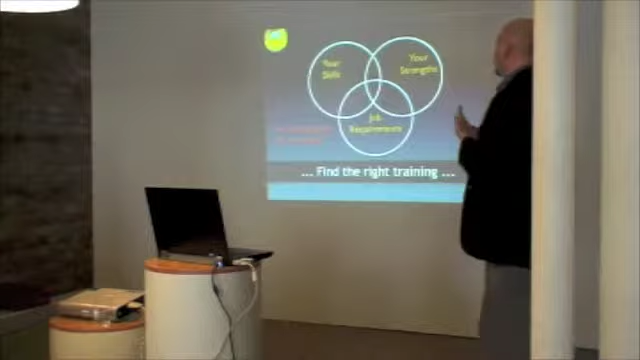 Your
Skills
Your
Strengths
Job
Requirements
... Find the right training ...